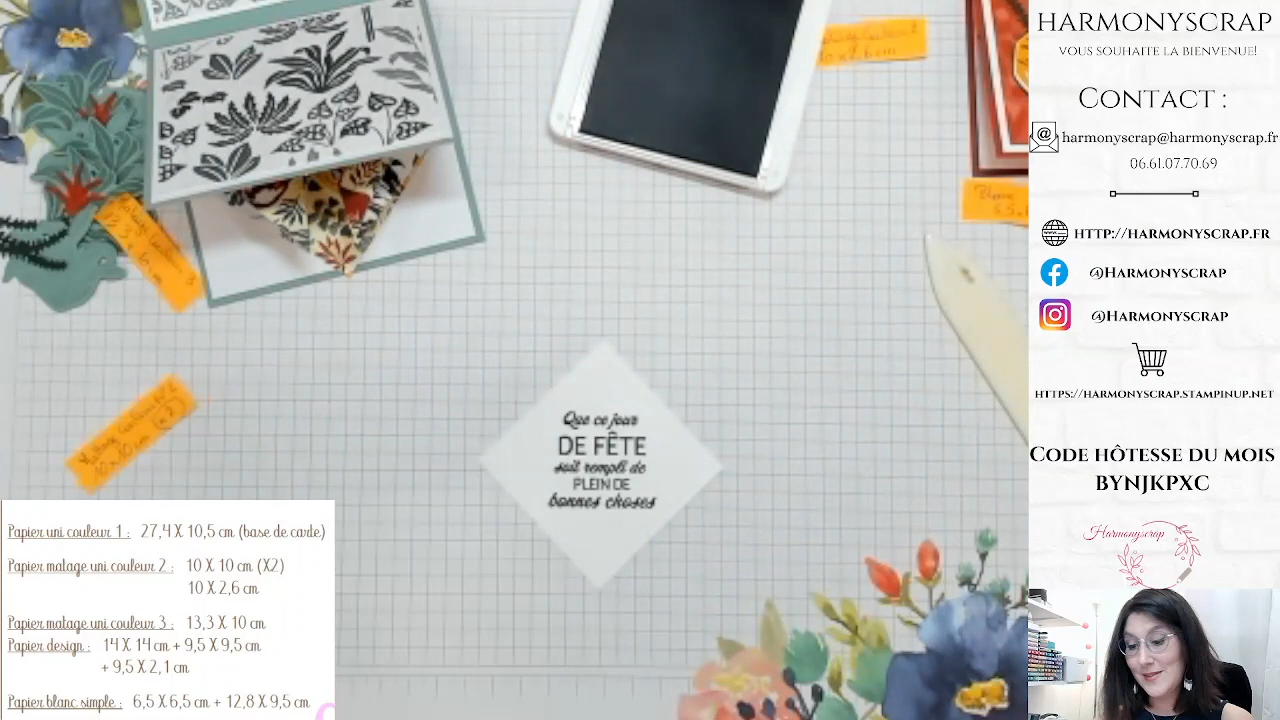 HARMONYSCRAP
VOUS SOUHAITE LA BIENVENUE!
CONTACT :
harmonyscrap@harmonyscrap.fr
06.61.07.70.69
HTTP://HARMONYSCRAP.FR
@HARMONYSCRAP
@HARMONYSCRAP
HTTPS://HARMONYSCRAP.STAMPINUP.NET
CODE HÔTESSE DU MOIS
BYNJKPXC
Harmonyscrap
Que ce jour
DE FÊTE
soit rempli de
PLEIN DE
bonnes choses
10x10 cm (x2)
Blanc
Papier uni couleur 1 : 27,4 X 10,5 cm (base de carte)
Papier matage uni couleur 2 : 10 X 10 cm (X2)
10 X 2,6 cm
Papier matage uni couleur 3 : 13,3 X 10 cm
Papier design : 14 X 14 cm + 9,5 X 9,5 cm
+ 9,5 X 2,1 cm
Papier blanc simple : 6,5 X 6,5 cm + 12,8 X 9,5 cm